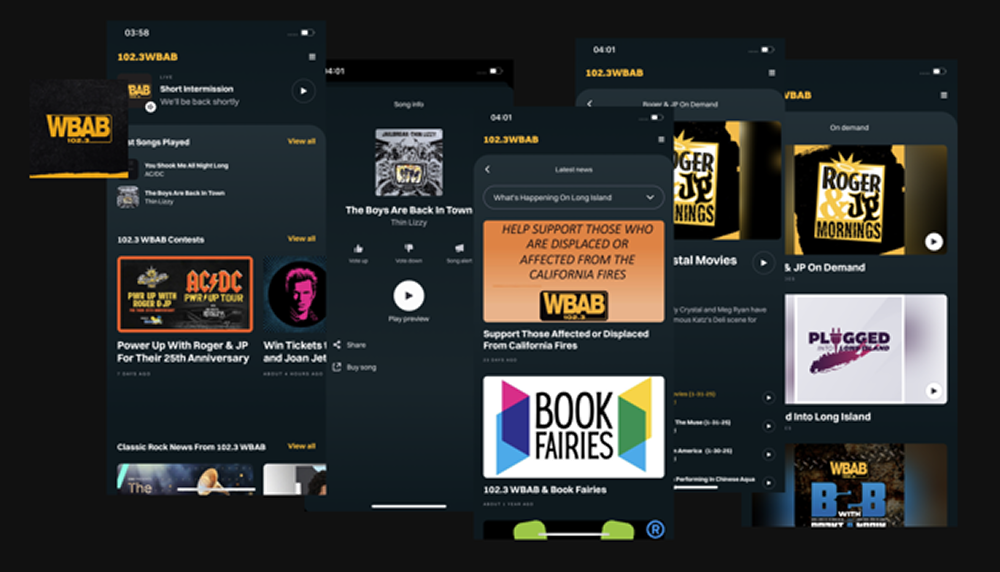 WBAB
102.3
03:58
102.3WBAB
LIVE
Short Intermission
We'll be back shortly
st Songs Played
View all
You Shook Me All Night Long
AC/DC
The Boys Are Back In Town
Thin Lizzy
102.3 WBAB Contests
View all
PWR UP WITH
ROGER & JP
AC/DC
PWR/UP TOUR
Power Up With Roger & JP
For Their 25th Anniversary
7 DAYS AGO
Win Tickets t
and Joan Jet
ABOUT 4 HOURS AGO
Classic Rock News From 102.3 WBAB
View all
The
04:01
Song info
JAILBREAK THIN LIZZY
The Boys Are Back In Town
Thin Lizzy
Vote up
Vote down
Song alert
Play preview
Share
Buy song
04:01
102.3WBAB
Latest news
What's Happening On Long Island
HELP SUPPORT THOSE WHO
ARE DISPLACED OR
AFFECTED FROM THE
CALIFORNIA FIRES
WBAB
102.3
Support Those Affected or Displaced
From California Fires
BOOK
FAIRIES
102.3 WBAB & Book Fairies
ABOUT 1 YEAR AGO
R
04:01
102.3WBAB
Roger & JP On Demand
OGER
JP
NINGS
stal Movies
y Crystal and Meg Ryan have
mous Katz's Deli scene for
ovies (1-31-25)
The Muse (1-31-25)
n America (1-30-25)
Performing In Chinese Aqua
WBAB
On demand
ROGER
& JP
MORNINGS
& JP On Demand
PLUGGED
INTO LONG ISLAND
d Into Long Island
WBAB
B2B
WITH